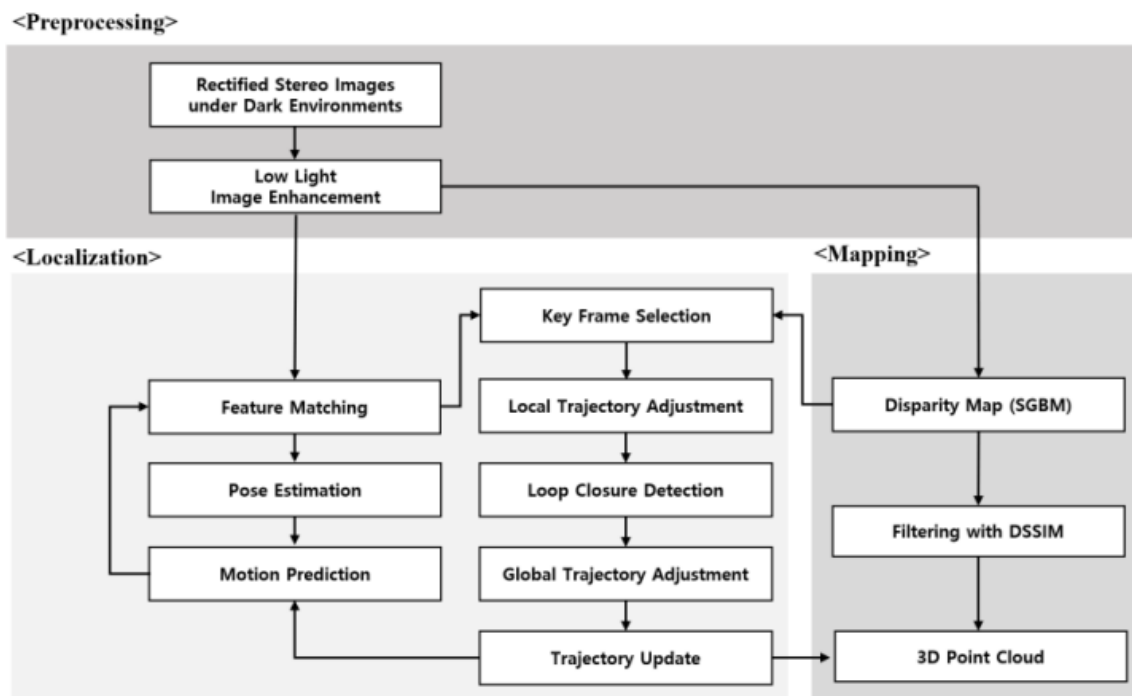 <Preprocessing>
Rectified Stereo Images
under Dark Environments
Low Light
Image Enhancement
<Localization>
Feature Matching
Pose Estimation
Motion Prediction
Key Frame Selection
Local Trajectory Adjustment
Loop Closure Detection
Global Trajectory Adjustment
Trajectory Update
<Mapping>
Disparity Map (SGBM)
Filtering with DSSIM
3D Point Cloud